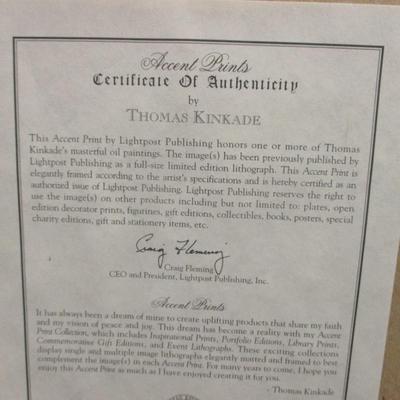 Accent Prints
Certificate Of Authenticity
by
THOMAS KINKADE
This Accent Print by Lightpost Publishing honors one or more of Thomas
Kinkade's masterful oil paintings. The image(s) has been previously published by
Lightpost Publishing as a full-size limited edition lithograph. This Accent Print is
elegantly framed according to the artist's specifications and is hereby certified as an
authorized issue of Lightpost Publishing. Lightpost Publishing reserves the right to
use the image(s) on other products including but not limited to: plates, open
edition decorator prints, figurines, gift editions, collectibles, books, posters, special
charity editions, gift and stationery items, etc.
Craig Fleming
Craig Fleming
CEO and President, Lightpost Publishing, Inc.
Accent Prints
It has always been a dream of mine to create uplifting products that share my faith
and my vision of peace and joy. This dream has become a reality with my Accent
Print Collection, which includes Inspirational Prints, Portfolio Editions, Library Prints,
Commemorative Gift Editions, and Event Lithographs. These exciting collections
display single and multiple image lithographs elegantly matted and framed to best
complement the image(s) in each Accent Print. For many years to come, I hope you
enjoy this Accent Print as much as I have enjoyed creating it for you.
- Thomas Kinkade